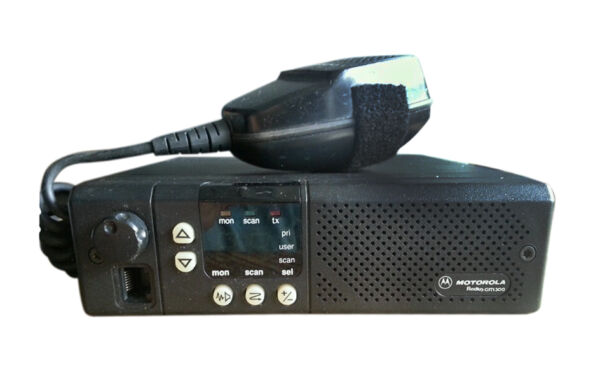 mon scan tx
pri
user
scan
mon scan sel
+/-
MOTOROLA
Radius GM300